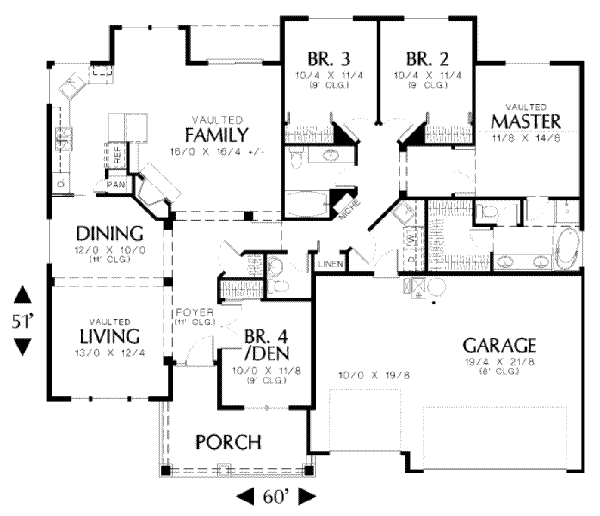 BR. 3
10/4 X 11/4
(9' CLG.)
BR. 2
10/4 X 11/4
(9' CLG.)
VAULTED
MASTER
11/8 X 14/8
VAULTED
FAMILY
16/0 X 16/4 +/-
REF.
PAN.
NICHE
DINING
12/0 X 10/0
(11' CLG.)
D. W.
LINEN
51'
VAULTED
LIVING
13/0 X 12/4
FOYER
(11' CLG.)
BR. 4
/DEN
10/0 X 11/8
(9' CLG.)
10/0 X 19/8
GARAGE
19/4 X 21/8
(8' CLG.)
PORCH
60'